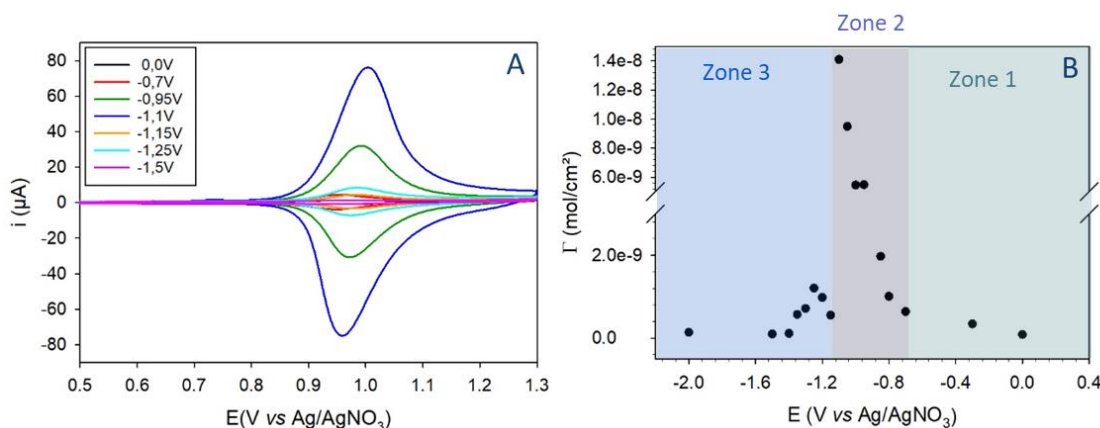 A
80
60
40
20
0
-20
-40
-60
-80
i (µA)
0,0V
-0,7V
-0,95V
-1,1V
-1,15V
-1,25V
-1,5V
0.5 0.6 0.7 0.8 0.9 1.0 1.1 1.2 1.3
E(V vs Ag/AgNO3)
Zone 2
Zone 3
Zone 1
B
1.4e-8
1.2e-8
1.0e-8
8.0e-9
6.0e-9
2.0e-9
0.0
Γ (mol/cm²)
-2.0 -1.6 -1.2 -0.8 -0.4 0.0 0.4
E (V vs Ag/AgNO3)